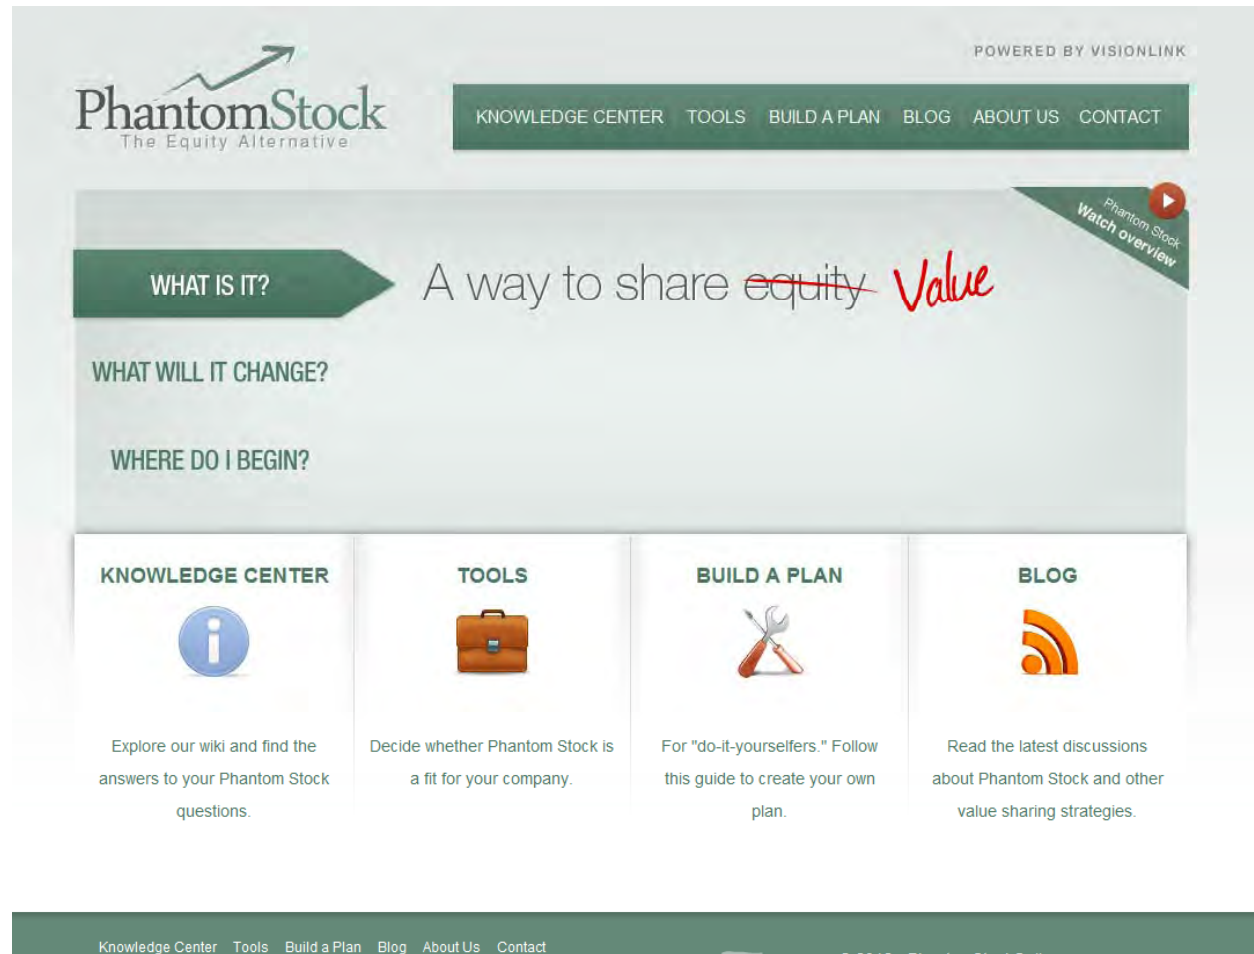 POWERED BY VISIONLINK
PhantomStock
The Equity Alternative
KNOWLEDGE CENTER TOOLS BUILD A PLAN BLOG ABOUT US CONTACT
Phantom Stock
Watch overview
WHAT IS IT?
A way to share equity Value
WHAT WILL IT CHANGE?
WHERE DO I BEGIN?
KNOWLEDGE CENTER
Explore our wiki and find the
answers to your Phantom Stock
questions.
TOOLS
Decide whether Phantom Stock is
a fit for your company.
BUILD A PLAN
For "do-it-yourselfers." Follow
this guide to create your own
plan.
BLOG
Read the latest discussions
about Phantom Stock and other
value sharing strategies.
Knowledge Center Tools Build a Plan Blog About Us Contact